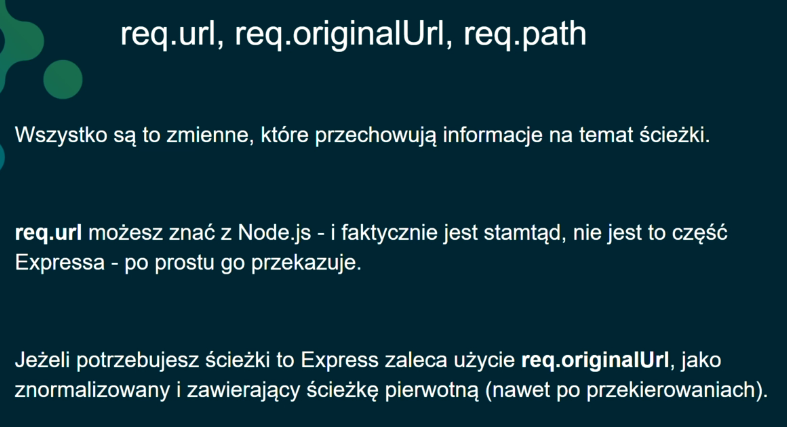 req.url, req.originalUrl, req.path
Wszystko są to zmienne, które przechowują informacje na temat ścieżki.
req.url możesz znać z Node.js - i faktycznie jest stamtąd, nie jest to część
Expressa - po prostu go przekazuje.
Jeżeli potrzebujesz ścieżki to Express zaleca użycie req.originalUrl, jako
znormalizowany i zawierający ścieżkę pierwotną (nawet po przekierowaniach).